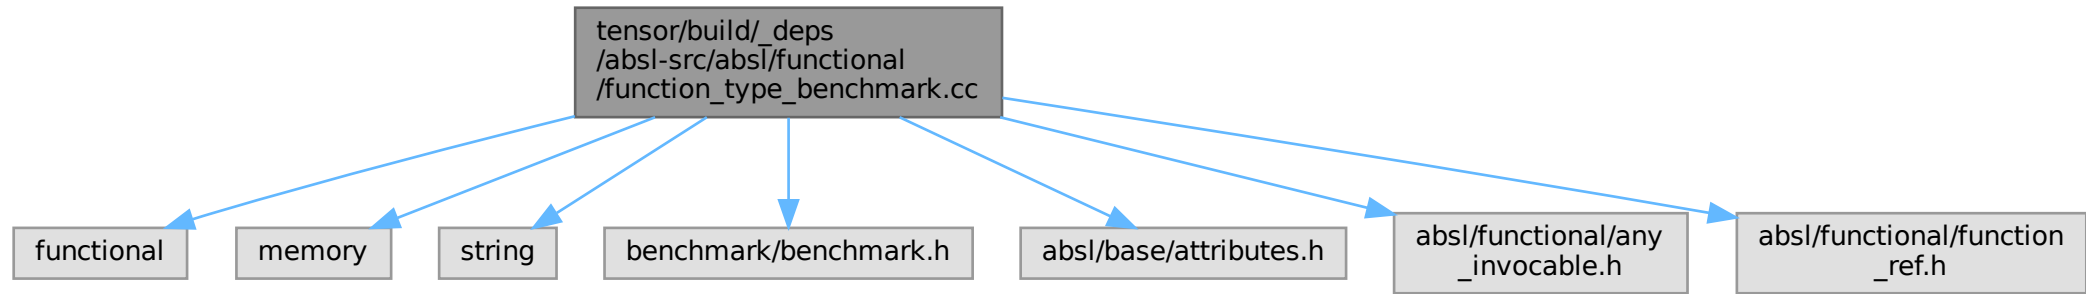 tensor/build/_deps
/absl-src/absl/functional
/function_type_benchmark.cc
functional
memory
string
benchmark/benchmark.h
absl/base/attributes.h
absl/functional/any
_invocable.h
absl/functional/function
_ref.h